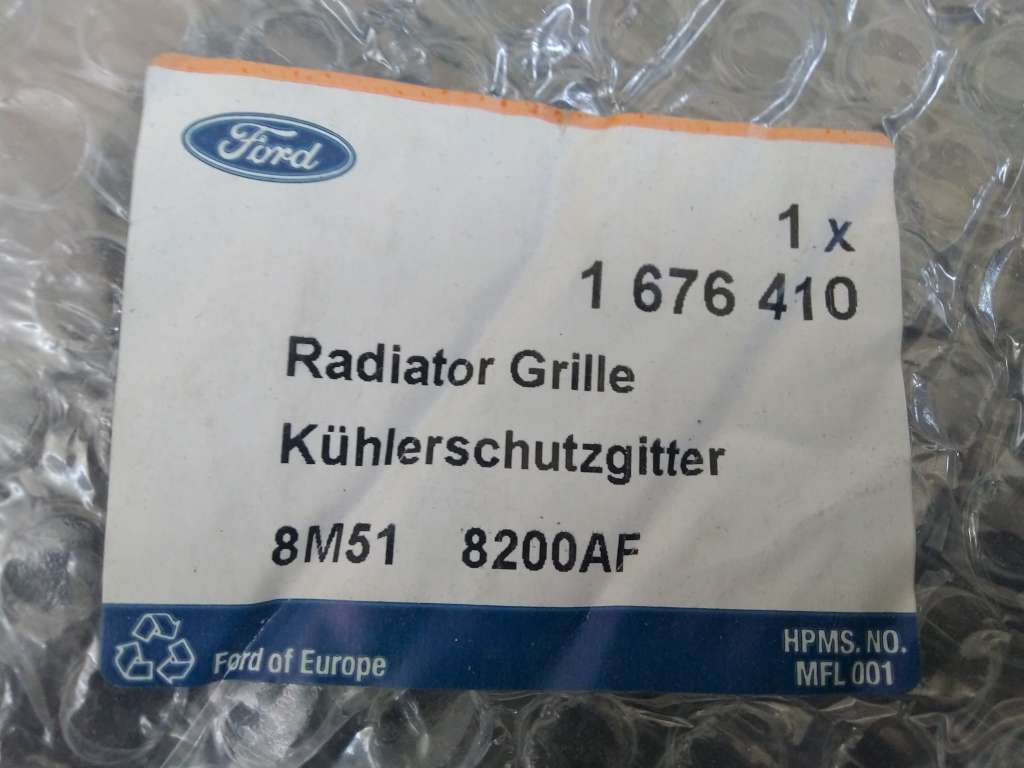 Ford
1 x
1 676 410
Radiator Grille
Kühlerschutzgitter
8M51 8200AF
Ford of Europe
HPMS. NO.
MFL 001